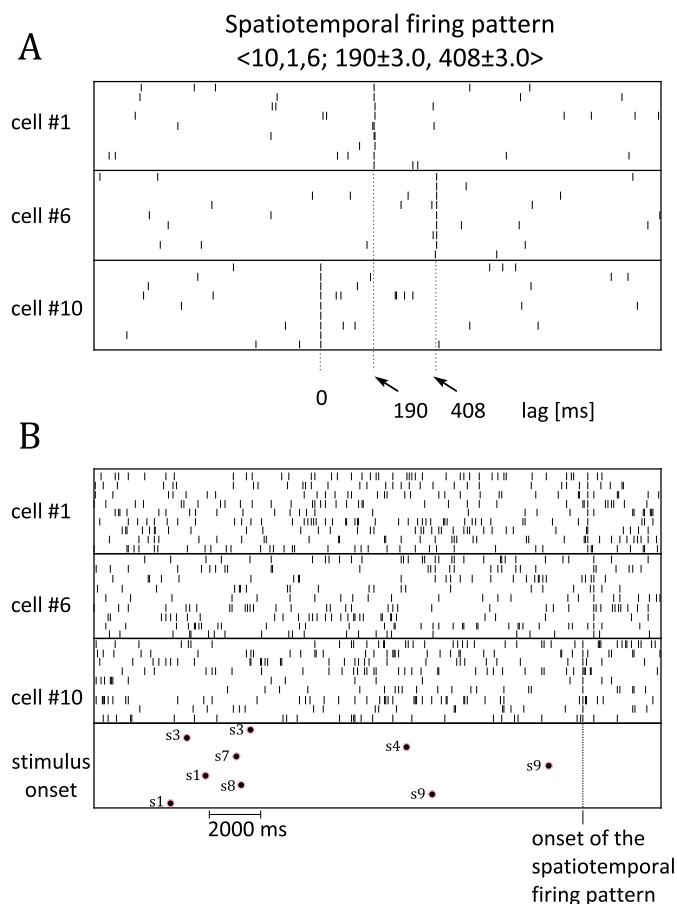 Spatiotemporal firing pattern
A
<10,1,6; 190±3.0, 408±3.0>
cell #1
cell #6
cell #10
0
190
408
lag [ms]
B
cell #1
cell #6
cell #10
s3
s3
s4
s7
s9
stimulus
onset
s1
s8
s9
s1
2000 ms
onset of the
spatiotemporal
firing pattern